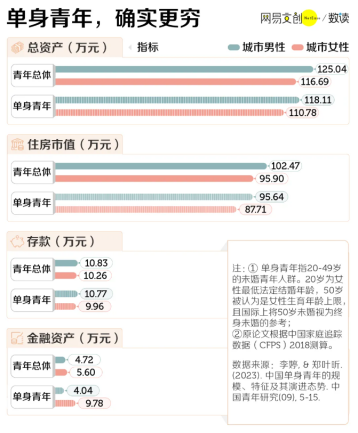 单身青年，确实更穷
网易文创 / 数读
总资产（万元）
指标
城市男性
城市女性
青年总体
125.04
116.69
单身青年
118.11
110.78
住房市值（万元）
青年总体
102.47
95.90
单身青年
95.64
87.71
存款（万元）
青年总体
10.83
10.26
单身青年
10.77
9.96
金融资产（万元）
青年总体
4.72
5.60
单身青年
4.04
9.78
注：① 单身青年指20-49岁
的未婚青年人群。20岁为女
性最低法定结婚年龄，50岁
被认为是女性生育年龄上限，
且国际上将50岁未婚视为终
身未婚的参考；
②原论文根据中国家庭追踪
数据（CFPS）2018测算。
数据来源：李婷, & 郑叶昕.
(2023). 中国单身青年的规
模、特征及其演进态势. 中
国青年研究(09), 5-15.